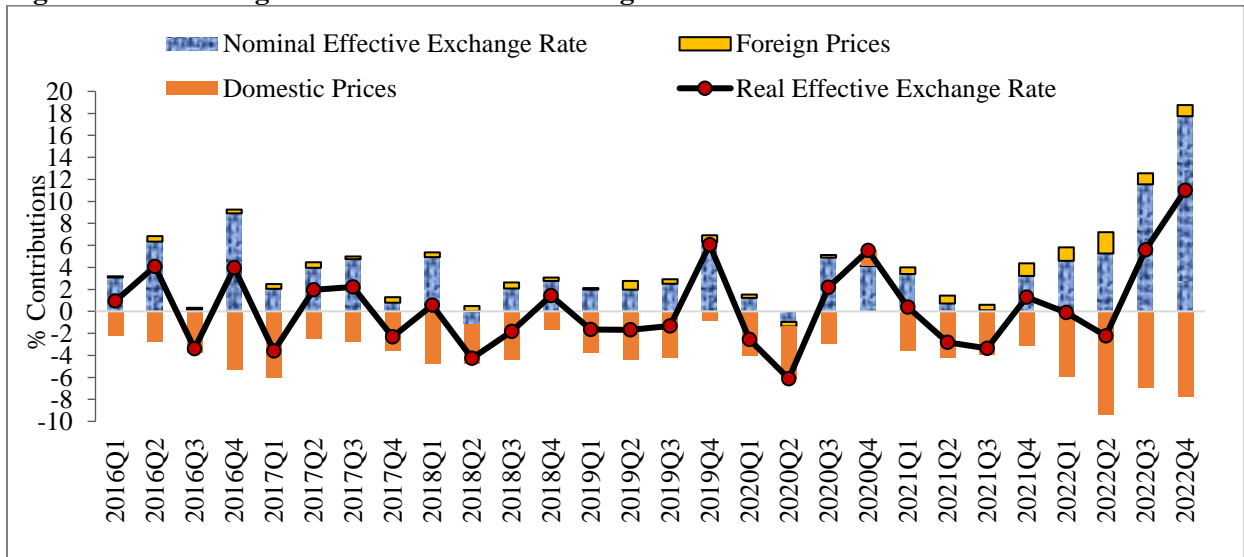 Nominal Effective Exchange Rate Foreign Prices
Domestic Prices Real Effective Exchange Rate
% Contributions
20
18
16
14
12
10
8
6
4
2
0
-2
-4
-6
-8
-10
2016Q1
2016Q2
2016Q3
2016Q4
2017Q1
2017Q2
2017Q3
2017Q4
2018Q1
2018Q2
2018Q3
2018Q4
2019Q1
2019Q2
2019Q3
2019Q4
2020Q1
2020Q2
2020Q3
2020Q4
2021Q1
2021Q2
2021Q3
2021Q4
2022Q1
2022Q2
2022Q3
2022Q4